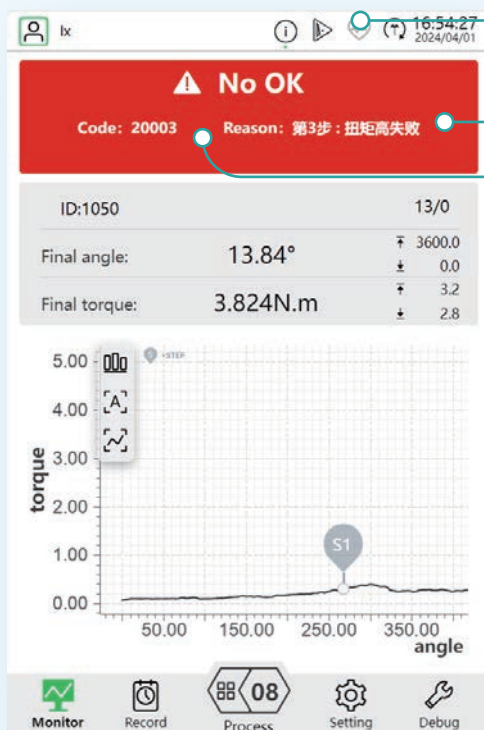 lx
16:54:27
2024/04/01
No OK
Code: 20003 Reason: 第3步：扭矩高失败
ID:1050 13/0
Final angle: 13.84° 3600.0
0.0
Final torque: 3.824N.m 3.2
2.8
5.00
S +STEP
[A]
4.00
3.00
2.00
1.00
0.00
torque
S1
50.00 150.00 250.00 350.00
angle
08
Monitor Record Process Setting Debug